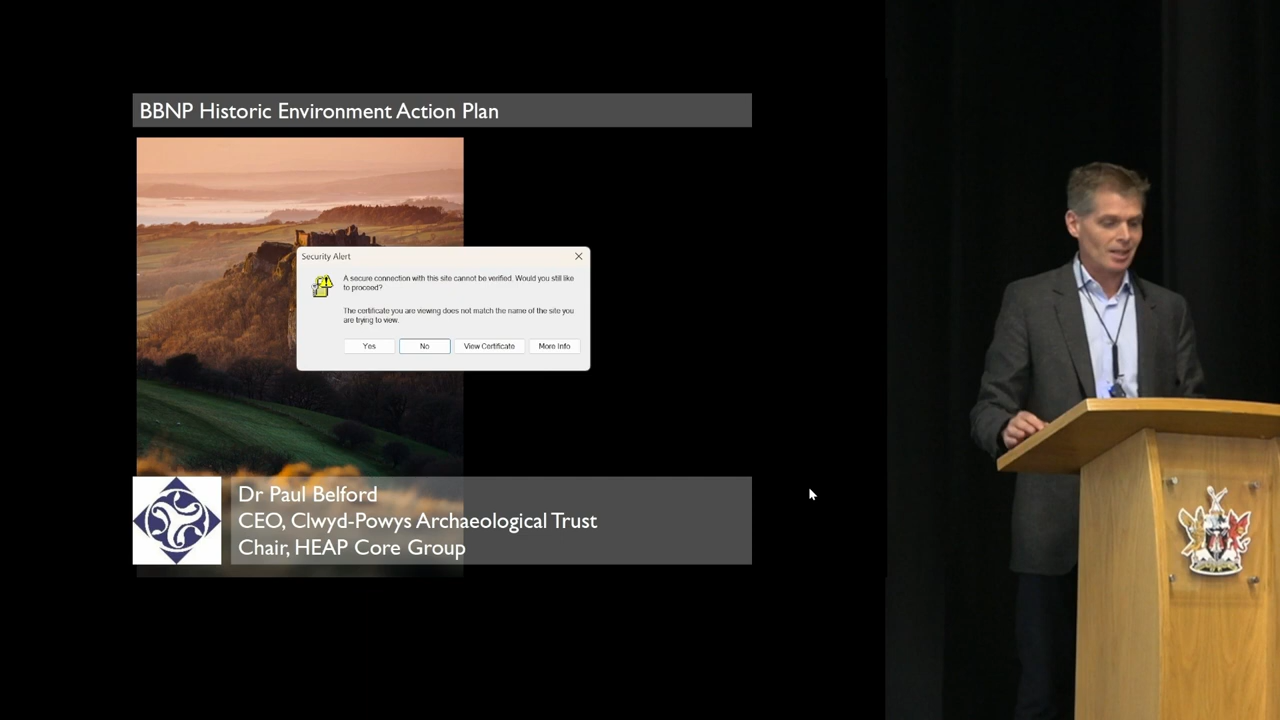 BBNP Historic Environment Action Plan
Security Alert
A secure connection with this site cannot be verified. Would you still like
to proceed?
The certificate you are viewing does not match the name of the site you
are trying to view.
Yes
No
View Certificate
More Info
Dr Paul Belford
CEO, Clwyd-Powys Archaeological Trust
Chair, HEAP Core Group